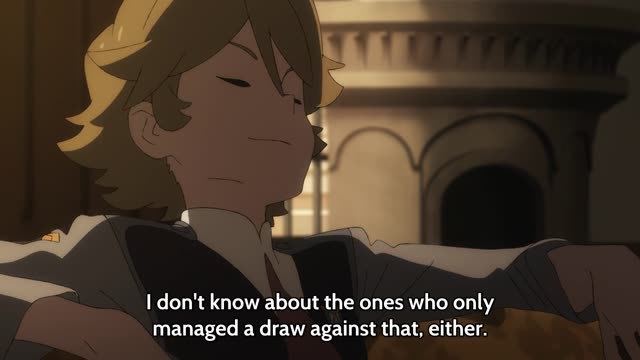 I don't know about the ones who only
managed a draw against that, either.